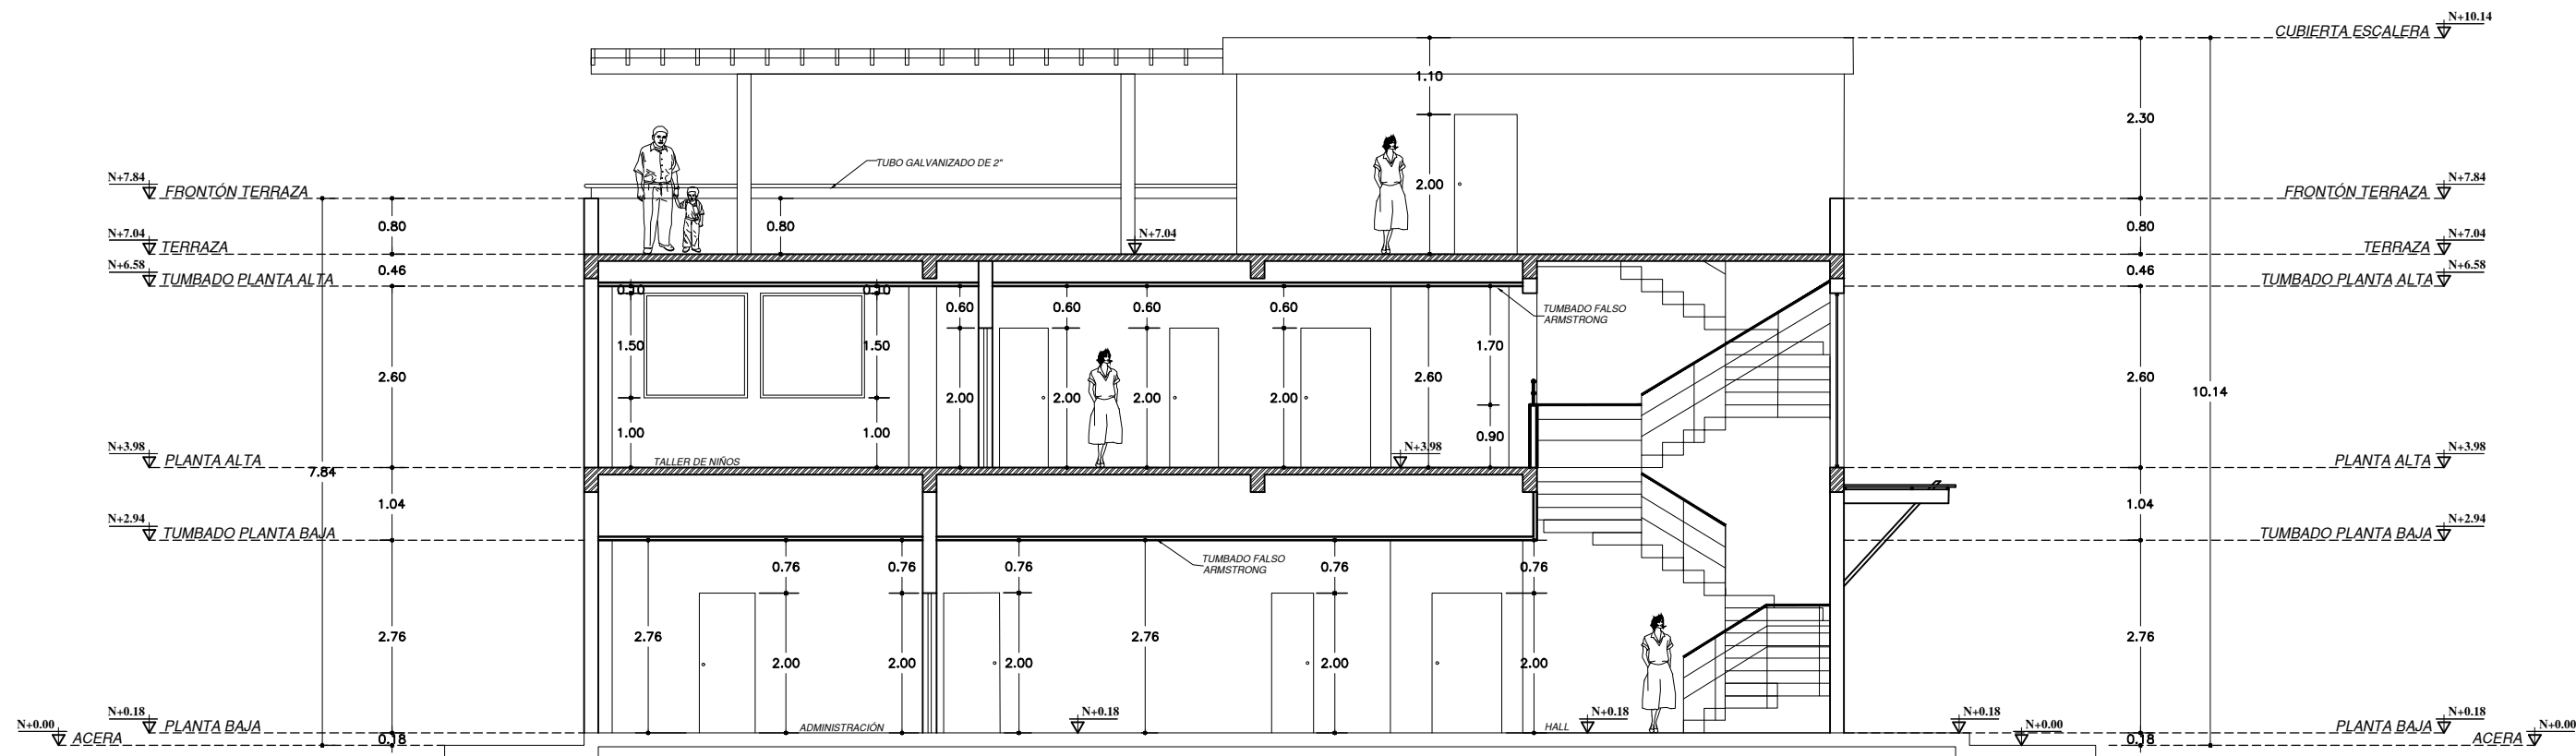 N+10.14
CUBIERTA ESCALERA
1.10
2.30
TUBO GALVANIZADO DE 2"
2.00
N+7.84
FRONTÓN TERRAZA
N+7.84
FRONTÓN TERRAZA
0.80
0.80
0.80
N+7.04
TERRAZA
N+7.04
N+7.04
TERRAZA
N+6.58
TUMBADO PLANTA ALTA
0.46
0.46
N+6.58
TUMBADO PLANTA ALTA
0.10
0.10
0.60
0.60
0.60
0.60
TUMBADO FALSO
ARMSTRONG
1.50
1.50
1.70
2.60
2.60
2.60
10.14
2.00
2.00
2.00
2.00
1.00
1.00
0.90
N+3.98
PLANTA ALTA
TALLER DE NIÑOS
N+3.98
N+3.98
PLANTA ALTA
7.84
1.04
1.04
N+2.94
TUMBADO PLANTA BAJA
N+2.94
TUMBADO PLANTA BAJA
TUMBADO FALSO
ARMSTRONG
0.76
0.76
0.76
0.76
0.76
2.76
2.76
2.76
2.76
2.00
2.00
2.00
2.00
2.00
N+0.18
PLANTA BAJA
ADMINISTRACIÓN
N+0.18
HALL
N+0.18
N+0.18
N+0.18
PLANTA BAJA
N+0.00
ACERA
0.18
N+0.00
0.18
N+0.00
ACERA